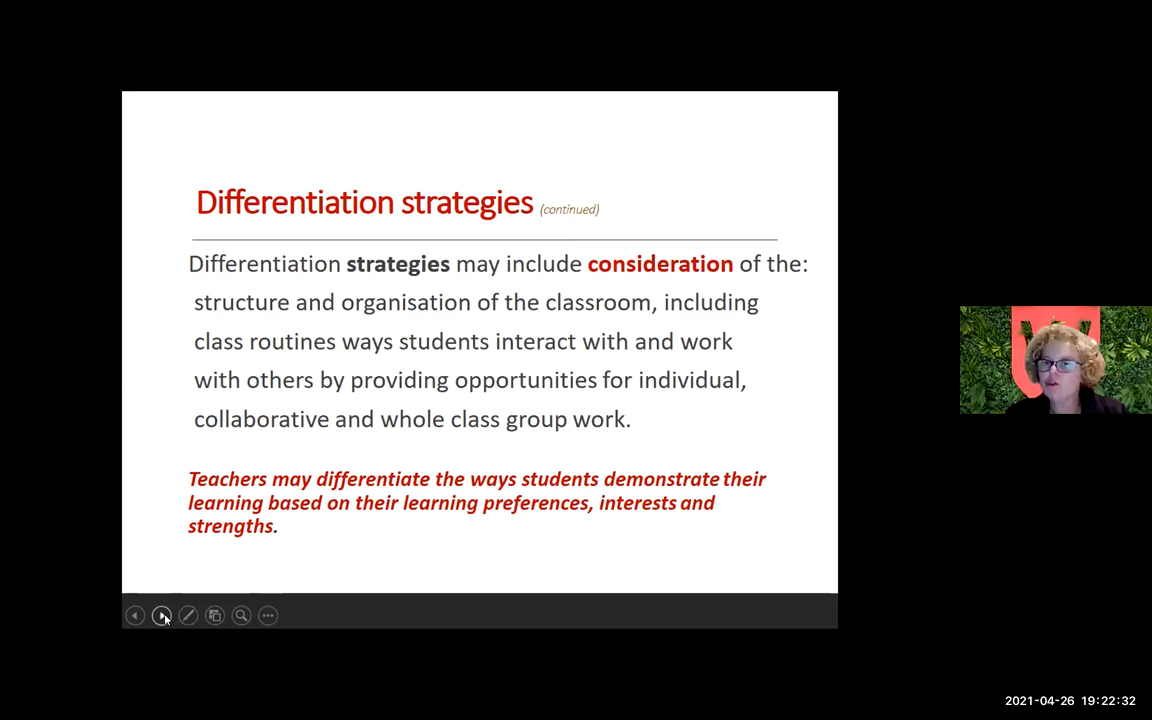 Differentiation strategies (continued)
Differentiation strategies may include consideration of the:
structure and organisation of the classroom, including
class routines ways students interact with and work
with others by providing opportunities for individual,
collaborative and whole class group work.
Teachers may differentiate the ways students demonstrate their
learning based on their learning preferences, interests and
strengths.
2021-04-26 19:22:32